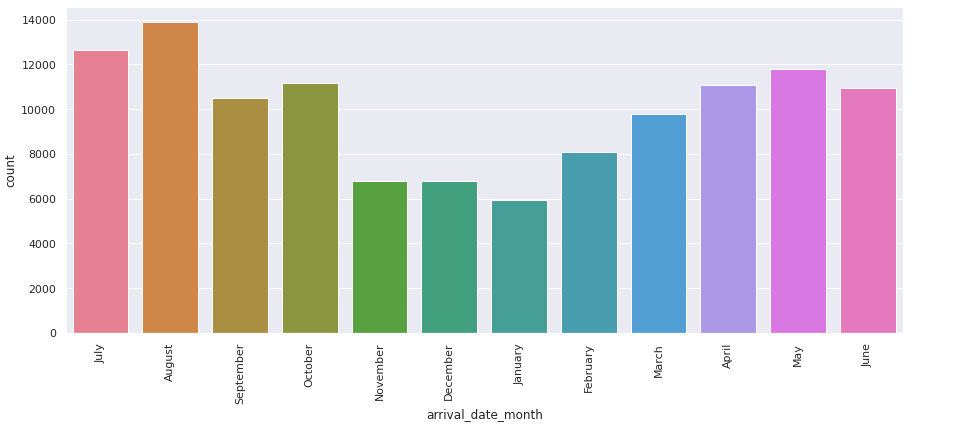 14000
12000
10000
8000
6000
4000
2000
0
count
July
August
September
October
November
December
January
February
March
April
May
June
arrival_date_month